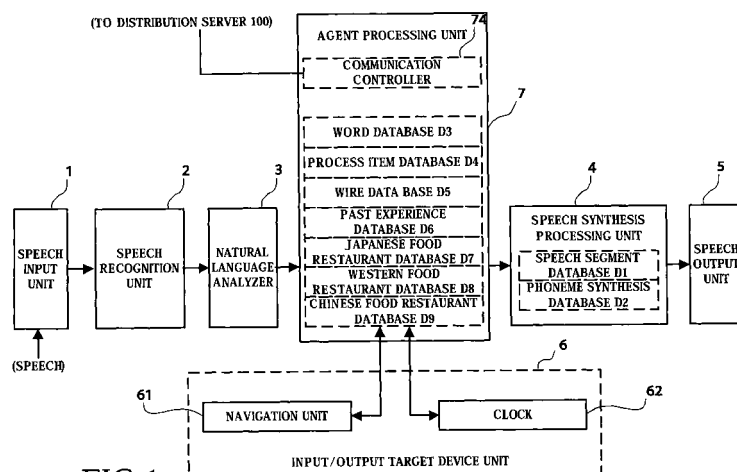 (TO DISTRIBUTION SERVER 100)
74
AGENT PROCESSING UNIT
COMMUNICATION
CONTROLLER
7
WORD DATABASE D3
PROCESS ITEM DATABASE D4
WIRE DATA BASE D5
PAST EXPERIENCE
DATABASE D6
JAPANESE FOOD
RESTAURANT DATABASE D7
WESTERN FOOD
RESTAURANT DATABASE D8
CHINESE FOOD RESTAURANT
DATABASE D9
1
SPEECH
INPUT
UNIT
(SPEECH)
2
SPEECH
RECOGNITION
UNIT
3
NATURAL
LANGUAGE
ANALYZER
4
SPEECH SYNTHESIS
PROCESSING UNIT
SPEECH SEGMENT
DATABASE D1
PHONEME SYNTHESIS
DATABASE D2
5
SPEECH
OUTPUT
UNIT
6
61
NAVIGATION UNIT
62
CLOCK
INPUT/OUTPUT TARGET DEVICE UNIT